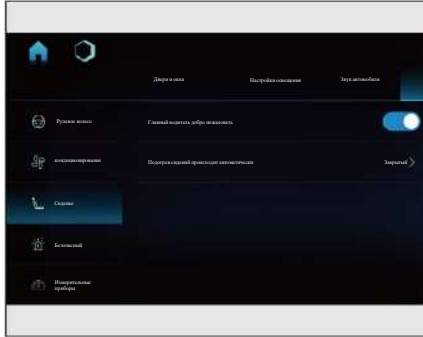 Двери и окна
Настройки освещения
Звук автомобиля
Рулевое колесо
Главный водитель добро пожаловать
кондиционирования
Подогрев сидений происходит автоматически
Закрытый
Сиденье
Безопасный
Измерительные
приборы